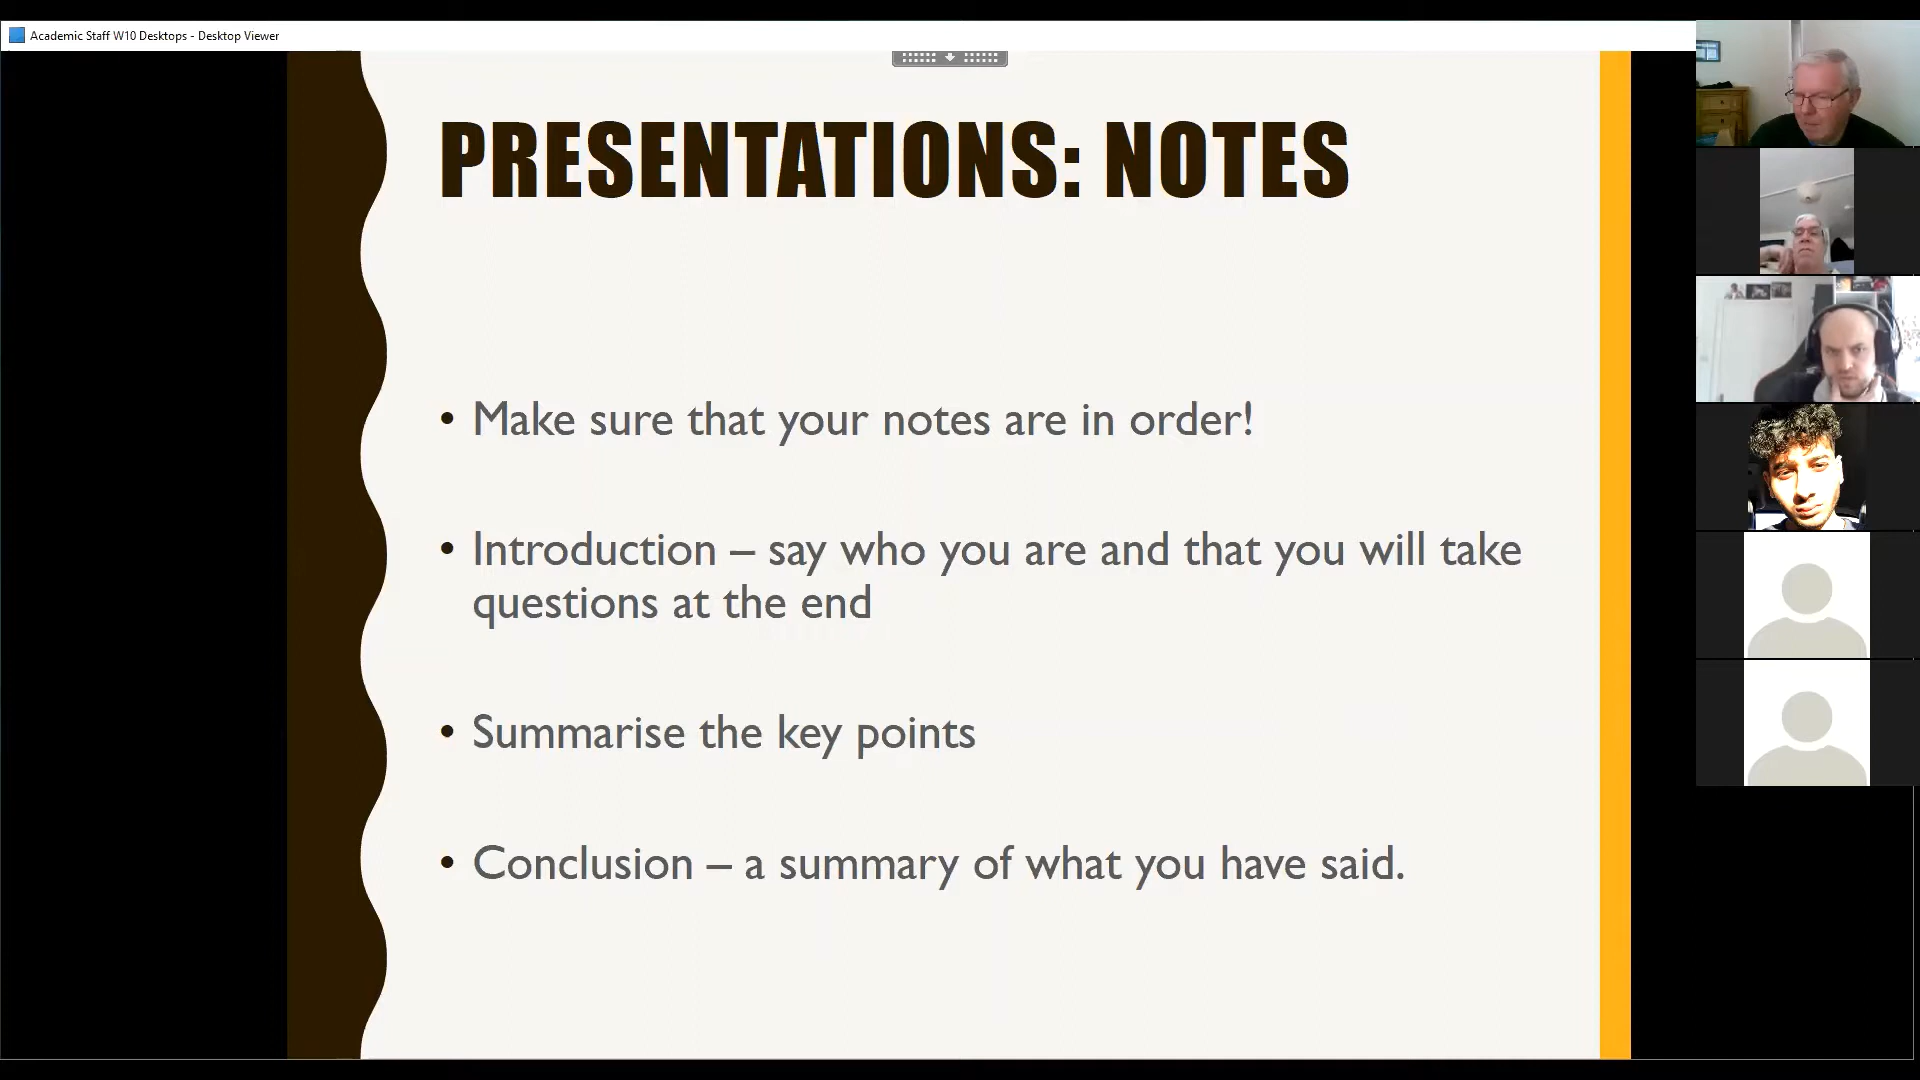 Academic Staff W10 Desktops - Desktop Viewer
PRESENTATIONS: NOTES
• Make sure that your notes are in order!
• Introduction – say who you are and that you will take
questions at the end
• Summarise the key points
• Conclusion – a summary of what you have said.